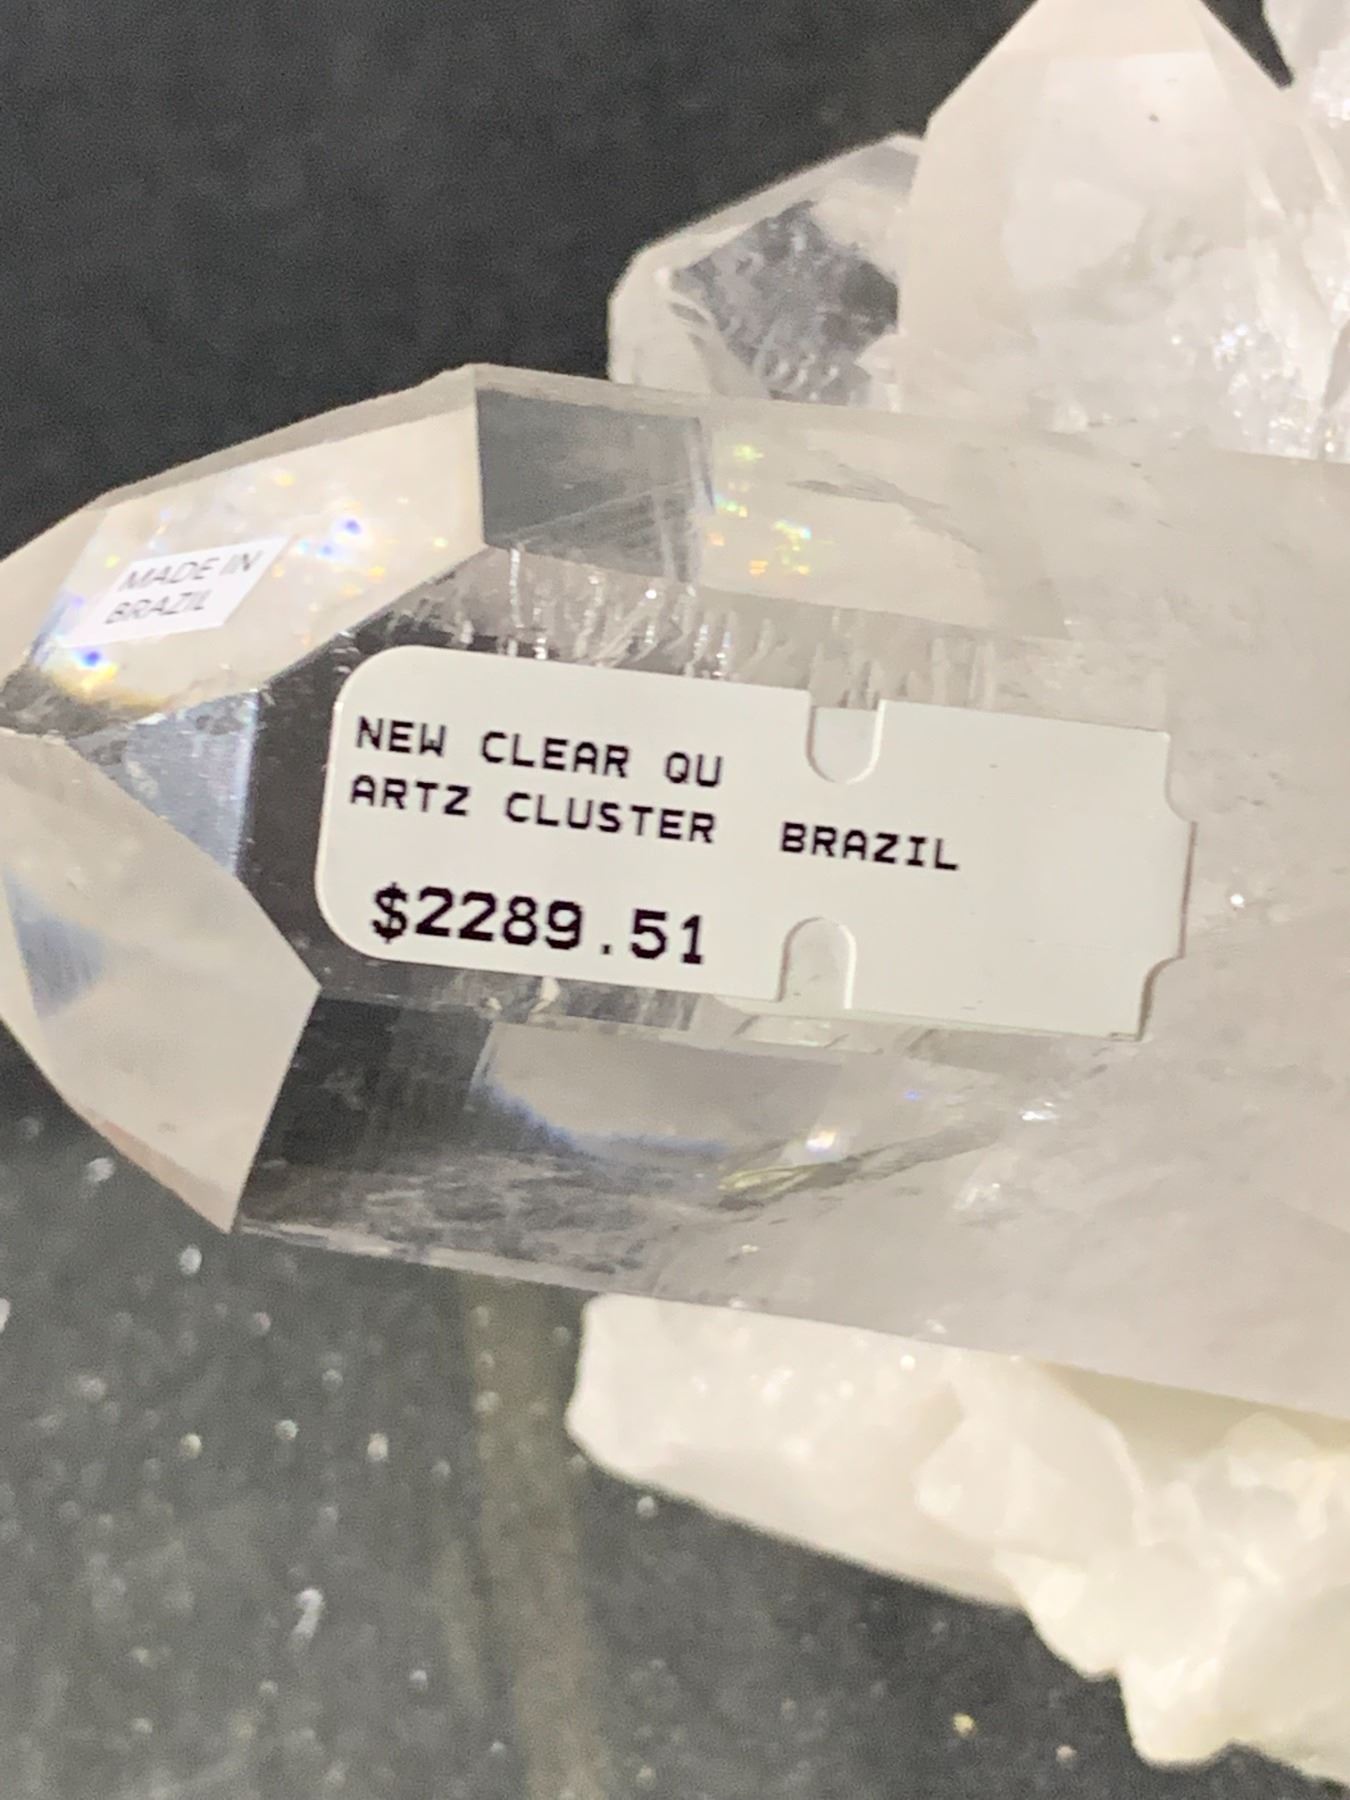 MADE IN
BRAZIL
NEW CLEAR QU
ARTZ CLUSTER BRAZIL
$2289.51